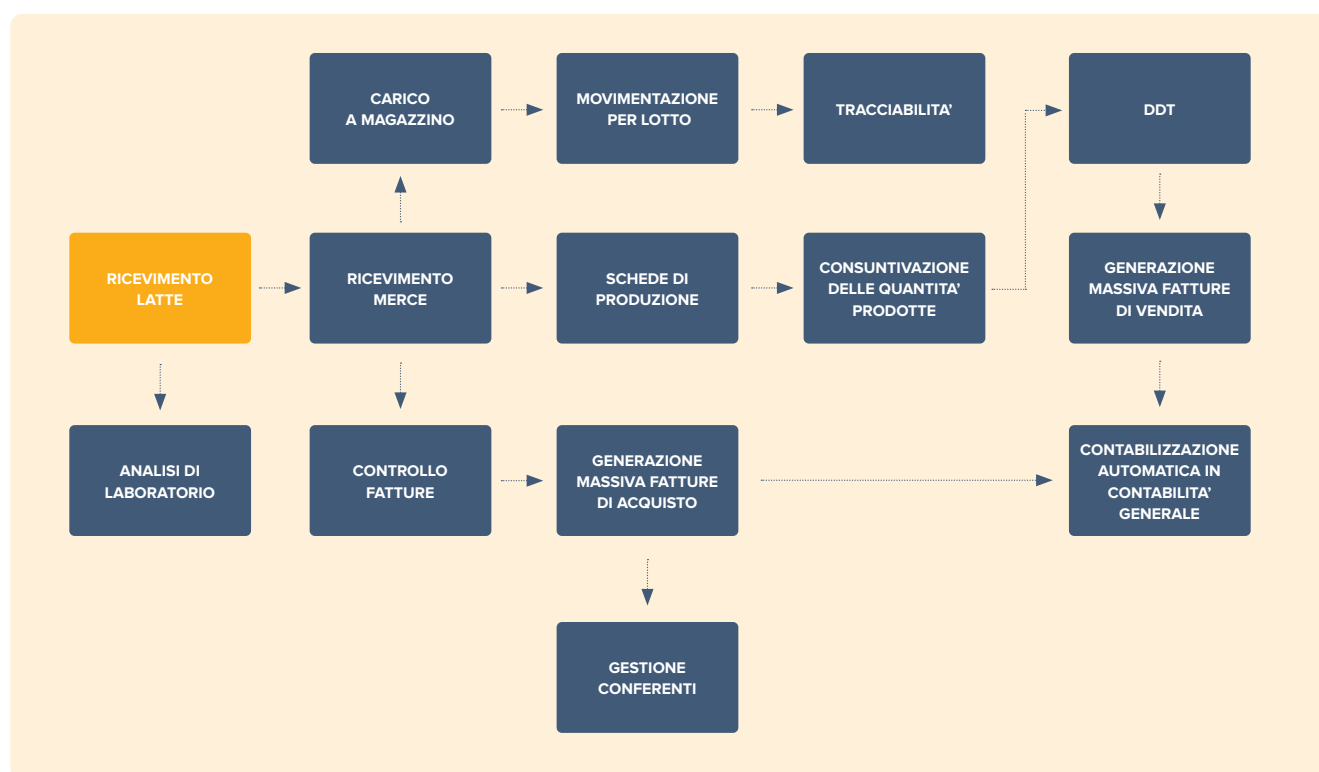 CARICO
A MAGAZZINO
MOVIMENTAZIONE
PER LOTTO
TRACCIABILITA’
DDT
RICEVIMENTO
LATTE
RICEVIMENTO
MERCE
SCHEDE DI
PRODUZIONE
CONSUNTIVAZIONE
DELLE QUANTITA’
PRODOTTE
GENERAZIONE
MASSIVA FATTURE
DI VENDITA
ANALISI DI
LABORATORIO
CONTROLLO
FATTURE
GENERAZIONE
MASSIVA FATTURE
DI ACQUISTO
CONTABILIZZAZIONE
AUTOMATICA IN
CONTABILITA’
GENERALE
GESTIONE
CONFERENTI